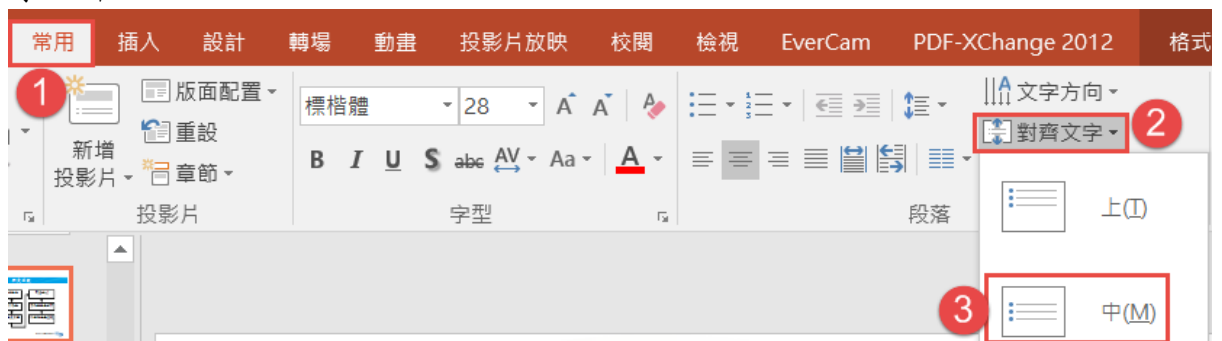 常用 插入 設計 轉場 動畫 投影片放映 校閱 檢視 EverCam PDF-XChange 2012 格式
1
新增
投影片
版面配置
重設
章節
投影片
標楷體 28 A A
B I U S abc AV Aa A
字型
段落
文字方向
對齊文字 2
上(T)
3 中(M)